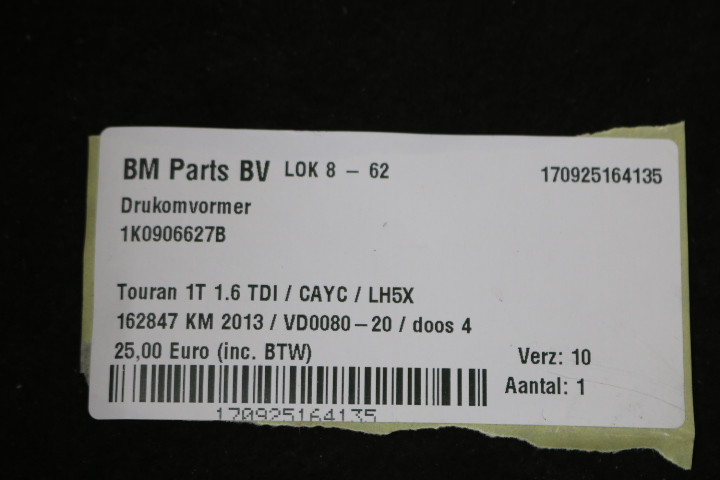 BM Parts BV LOK 8 - 62 170925164135
Drukomvormer
1K0906627B
Touran 1T 1.6 TDI / CAYC / LH5X
162847 KM 2013 / VD0080-20 / doos 4
25,00 Euro (inc. BTW) Verz: 10
Aantal: 1
170925164135